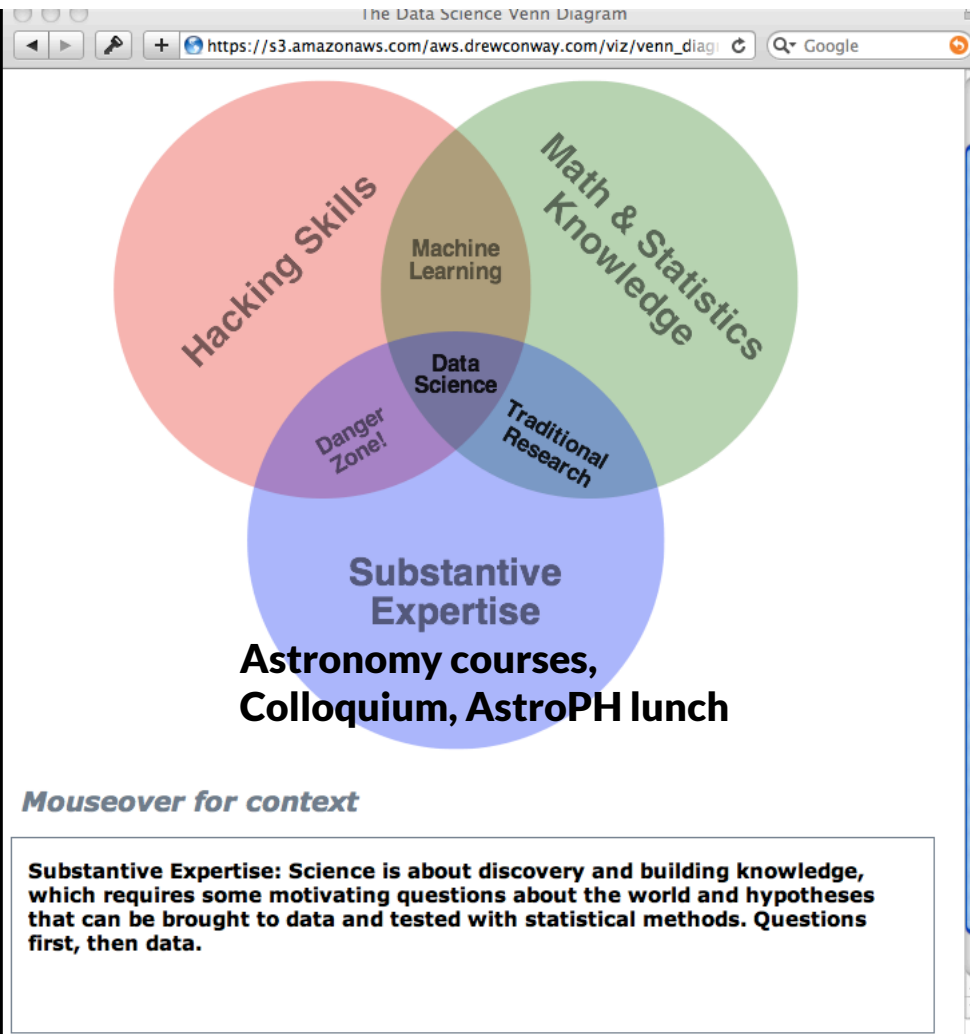 The Data Science Venn Diagram
https://s3.amazonaws.com/aws.drewconway.com/viz/venn_diagr
Google
Hacking Skills
Math & Statistics
Knowledge
Machine
Learning
Data
Science
Danger
Zone!
Traditional
Research
Substantive
Expertise
Astronomy courses,
Colloquium, AstroPH lunch
Mouseover for context
Substantive Expertise: Science is about discovery and building knowledge,
which requires some motivating questions about the world and hypotheses
that can be brought to data and tested with statistical methods. Questions
first, then data.